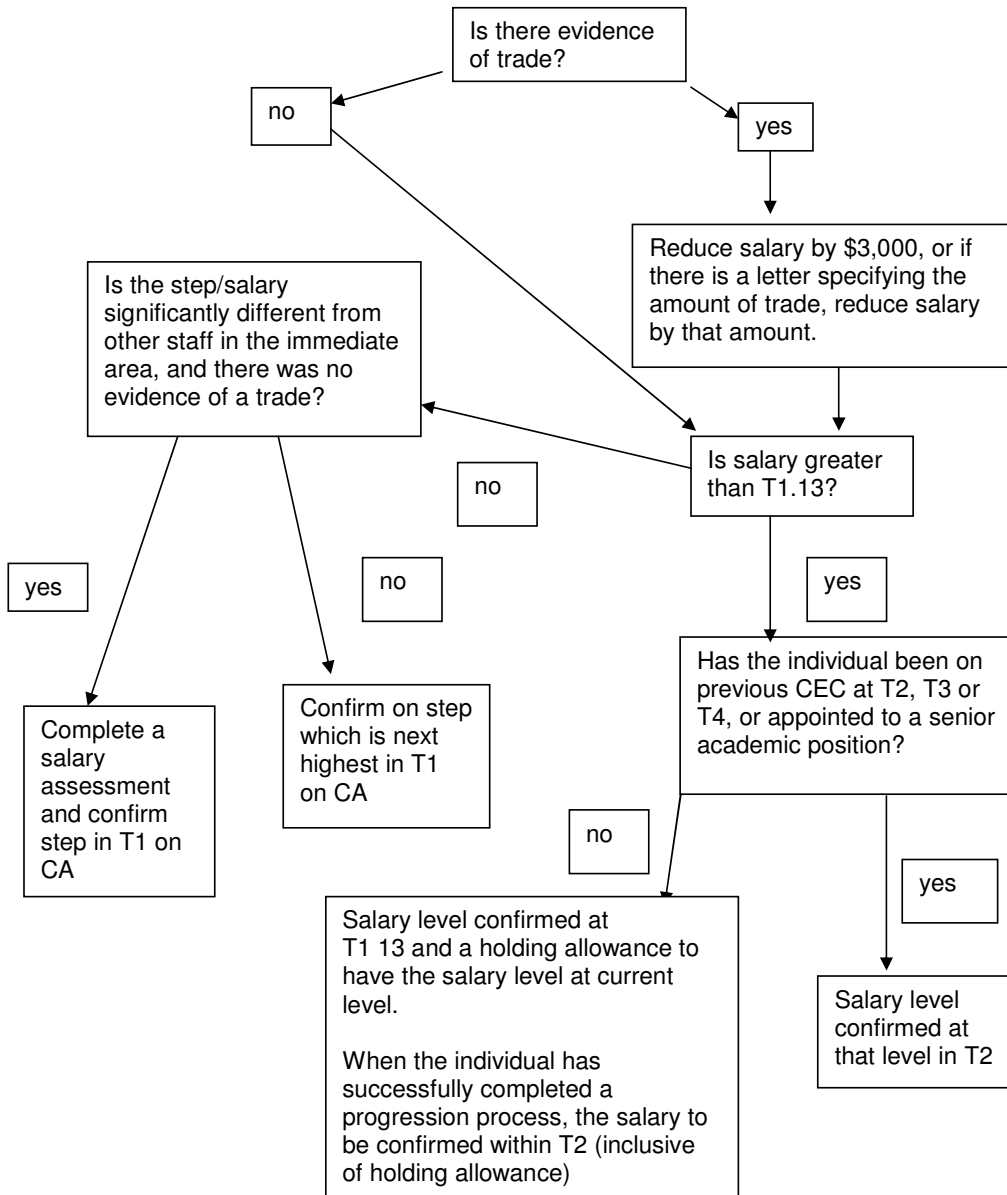 Is there evidence
of trade?
no
yes
Reduce salary by $3,000, or if
there is a letter specifying the
amount of trade, reduce salary
by that amount.
Is the step/salary
significantly different from
other staff in the immediate
area, and there was no
evidence of a trade?
Is salary greater
than T1.13?
no
yes
no
yes
Has the individual been on
previous CEC at T2, T3 or
T4, or appointed to a senior
academic position?
Confirm on step
which is next
highest in T1
on CA
Complete a
salary
assessment
and confirm
step in T1 on
CA
no
yes
Salary level confirmed at
T1 13 and a holding allowance to
have the salary level at current
level.
When the individual has
successfully completed a
progression process, the salary to
be confirmed within T2 (inclusive
of holding allowance)
Salary level
confirmed at
that level in T2